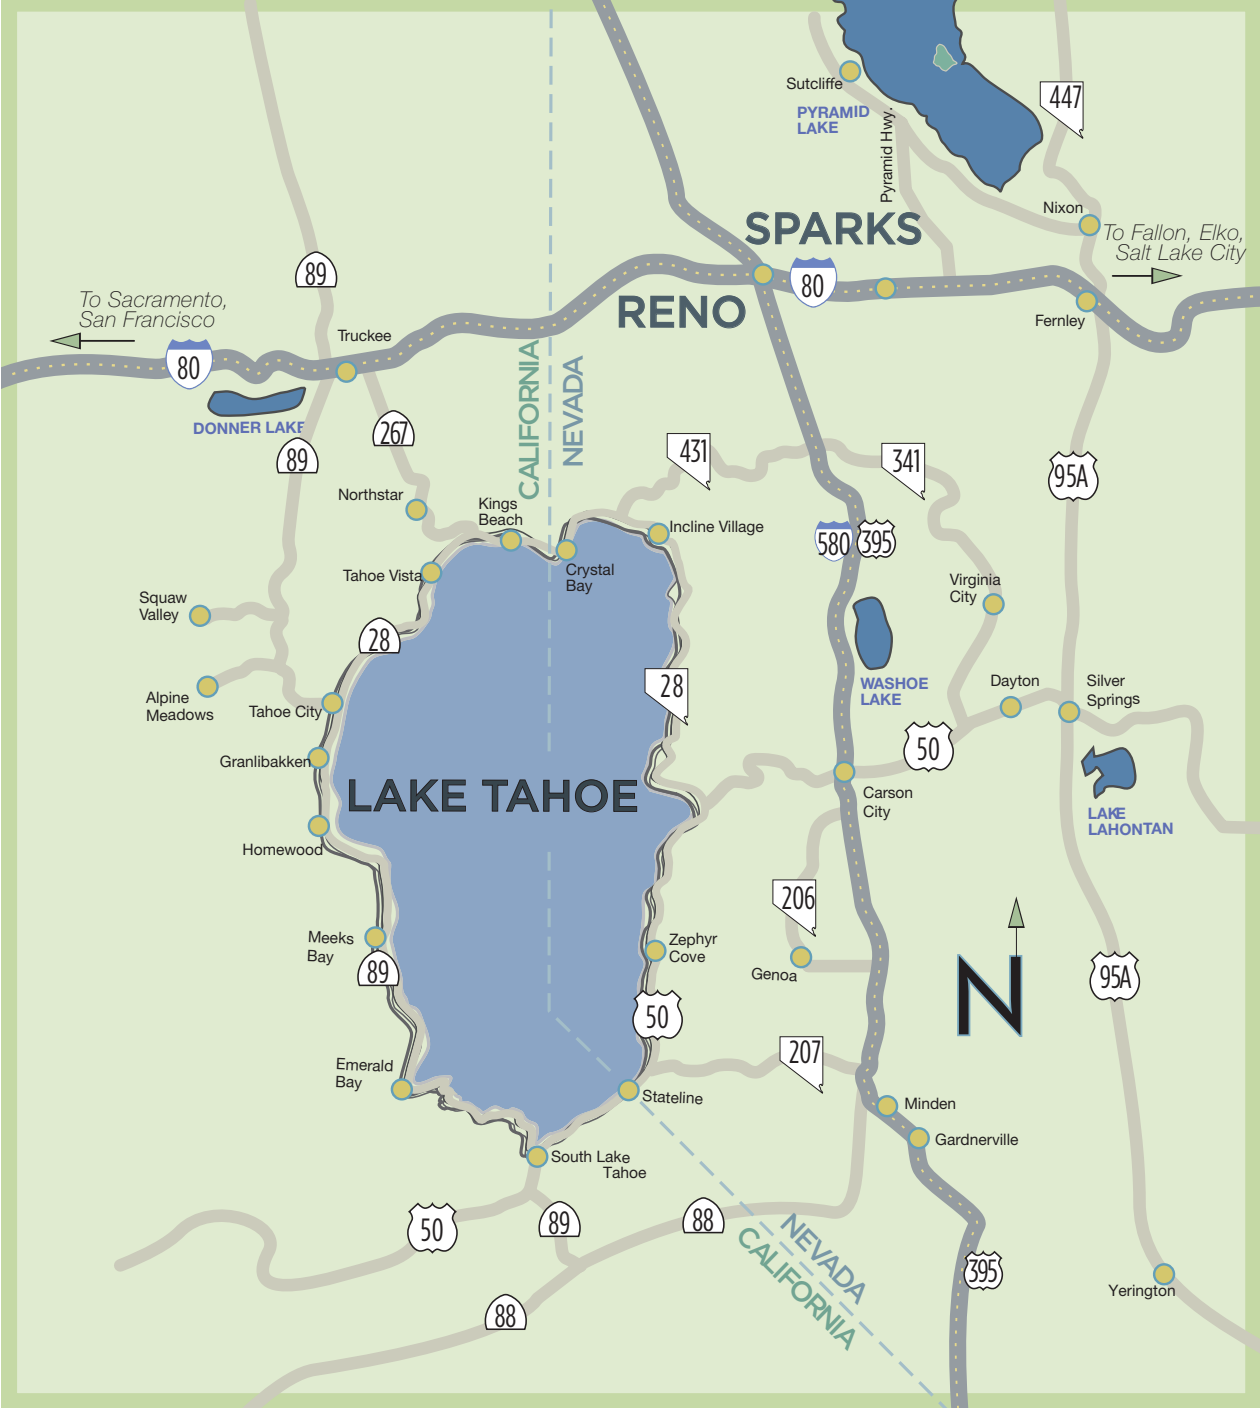 Sutcliffe
PYRAMID
LAKE
Pyramid Hwy.
447
Nixon
SPARKS
To Fallon, Elko,
Salt Lake City
89
80
RENO
Fernley
To Sacramento,
San Francisco
Truckee
80
DONNER LAKE
CALIFORNIA
NEVADA
267
89
431
341
95A
Northstar
Kings
Beach
Incline Village
580
395
Tahoe Vista
Crystal
Bay
Virginia
City
Squaw
Valley
28
28
WASHOE
LAKE
Dayton
Silver
Springs
Alpine
Meadows
Tahoe City
50
Granlibakken
LAKE TAHOE
Carson
City
LAKE
LAHONTAN
Homewood
206
Meeks
Bay
Zephyr
Cove
Genoa
89
95A
N
50
207
Emerald
Bay
Stateline
Minden
Gardnerville
South Lake
Tahoe
50
89
88
NEVADA
CALIFORNIA
395
Yerington
88